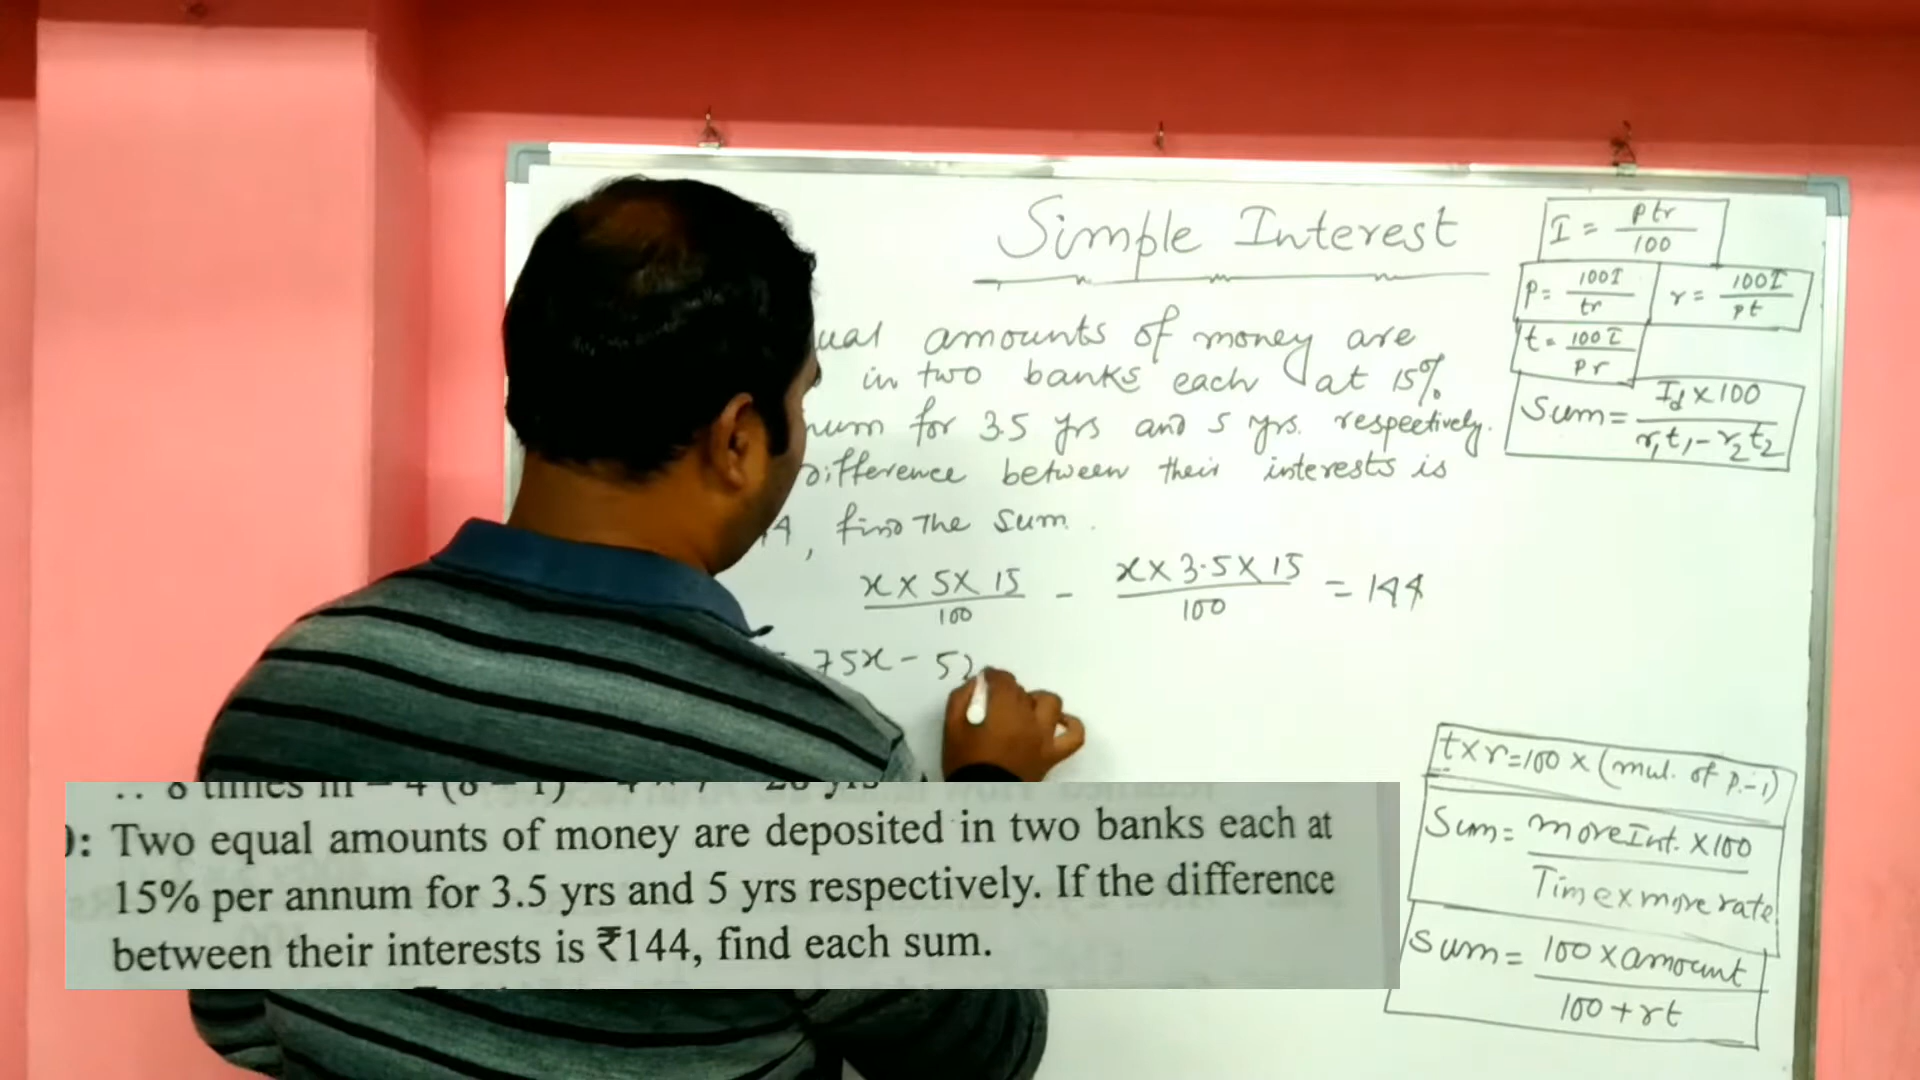 Simple Interest
I = ptr / 100
p = 100I / tr
r = 100I / pt
t = 100I / pr
Sum = Id × 100 / r1t1 - r2t2
ual amounts of money are
in two banks each at 15%
num for 3.5 yrs and 5 yrs. respectively.
difference between their interests is
, find the sum.
x × 5 × 15 / 100 - x × 3.5 × 15 / 100 = 144
75x - 52
t × r = 100 × (mul. of p. - 1)
Sum = more Int. × 100 / Time × more rate
Sum = 100 × amount / 100 + rt
): Two equal amounts of money are deposited in two banks each at
15% per annum for 3.5 yrs and 5 yrs respectively. If the difference
between their interests is ₹144, find each sum.